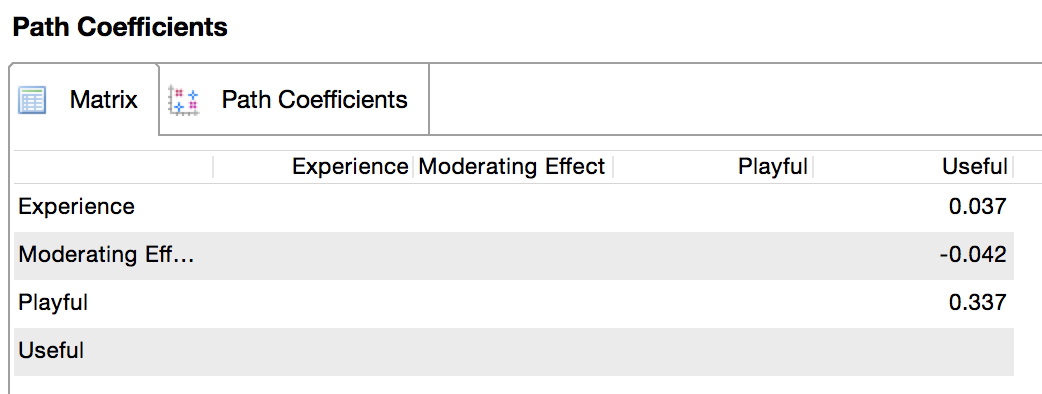 Path Coefficients
Matrix Path Coefficients
Experience Moderating Effect Playful Useful
Experience 0.037
Moderating Eff... -0.042
Playful 0.337
Useful